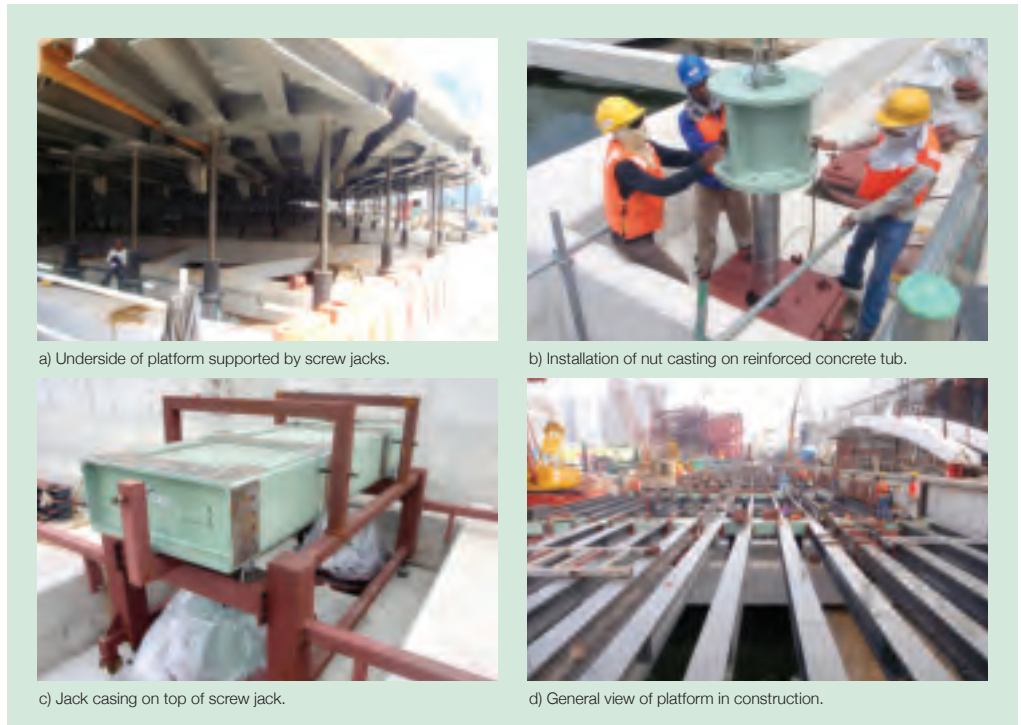 a) Underside of platform supported by screw jacks.
b) Installation of nut casting on reinforced concrete tub.
c) Jack casing on top of screw jack.
d) General view of platform in construction.